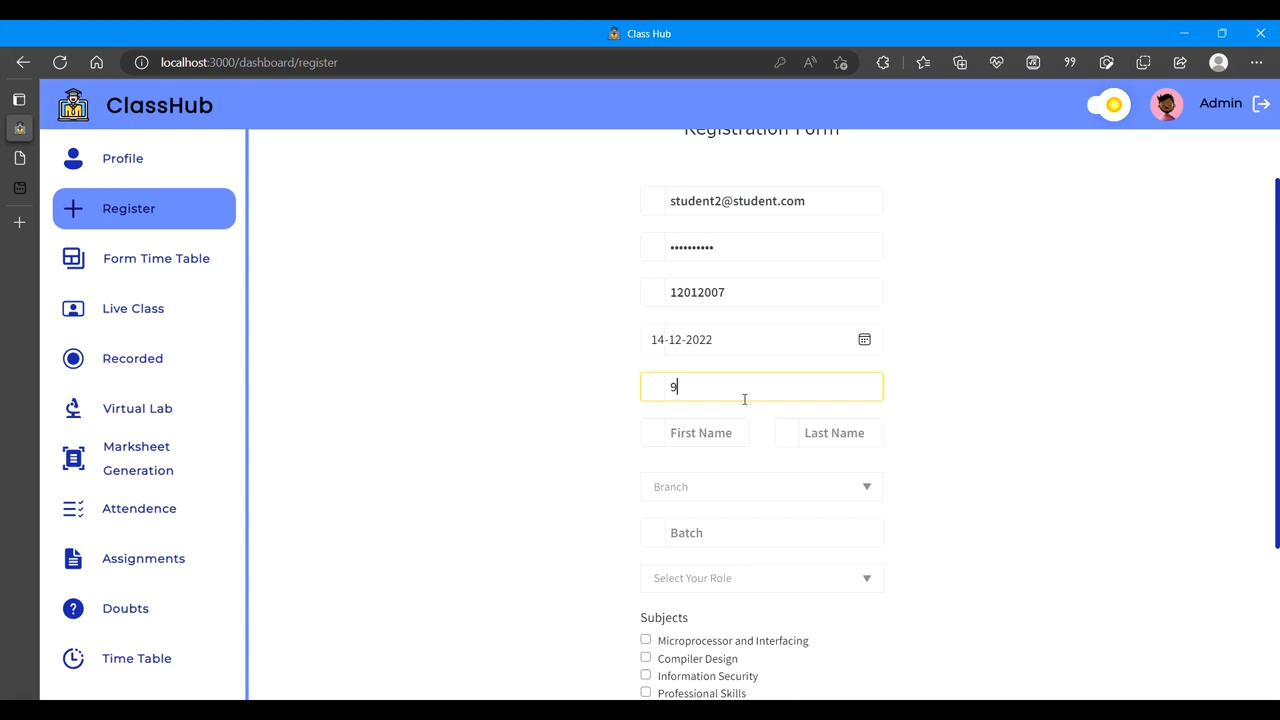 Class Hub
localhost:3000/dashboard/register
ClassHub
Admin
Profile
Register
Form Time Table
Live Class
Recorded
Virtual Lab
Marksheet
Generation
Attendence
Assignments
Doubts
Time Table
Registration Form
student2@student.com
••••••••••
12012007
14-12-2022
9
First Name
Last Name
Branch
Batch
Select Your Role
Subjects
Microprocessor and Interfacing
Compiler Design
Information Security
Professional Skills